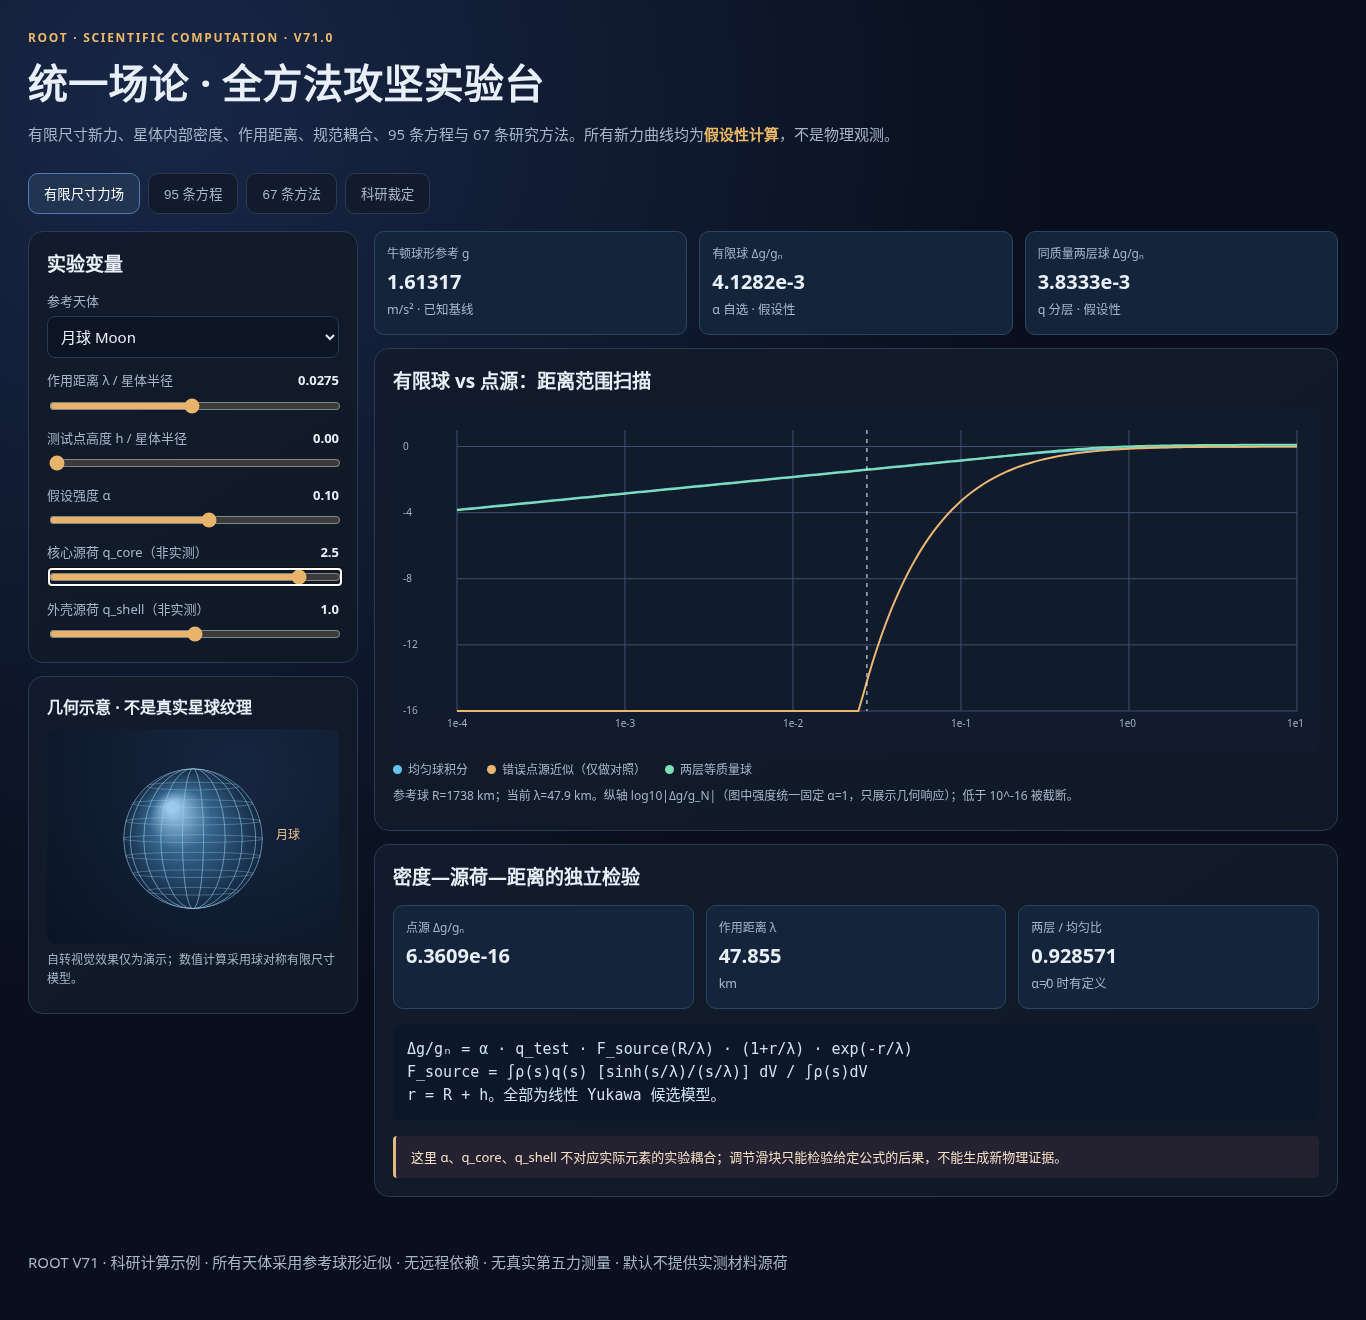 ROOT · SCIENTIFIC COMPUTATION · V71.0
统一场论 · 全方法攻坚实验台
有限尺寸新力、星体内部密度、作用距离、规范耦合、95 条方程与 67 条研究方法。所有新力曲线均为假设性计算，不是物理观测。
有限尺寸力场
95 条方程
67 条方法
科研裁定
实验变量
参考天体
月球 Moon
作用距离 λ / 星体半径 0.0275
测试点高度 h / 星体半径 0.00
假设强度 α 0.10
核心源荷 q_core（非实测） 2.5
外壳源荷 q_shell（非实测） 1.0
几何示意 · 不是真实星球纹理
月球
自转视觉效果仅为演示；数值计算采用球对称有限尺寸
模型。
牛顿球形参考 g
1.61317
m/s² · 已知基线
有限球 Δg/gₙ
4.1282e-3
α 自选 · 假设性
同质量两层球 Δg/gₙ
3.8333e-3
q 分层 · 假设性
有限球 vs 点源：距离范围扫描
0
-4
-8
-12
-16
1e-4 1e-3 1e-2 1e-1 1e0 1e1
均匀球积分 错误点源近似（仅做对照） 两层等质量球
参考球 R=1738 km；当前 λ=47.9 km。纵轴 log10|Δg/g_N|（图中强度统一固定 α=1，只展示几何响应）；低于 10^-16 被截断。
密度—源荷—距离的独立检验
点源 Δg/gₙ
6.3609e-16
作用距离 λ
47.855
km
两层 / 均匀比
0.928571
α≠0 时有定义
Δg/gₙ = α · q_test · F_source(R/λ) · (1+r/λ) · exp(-r/λ)
F_source = ∫ρ(s)q(s) [sinh(s/λ)/(s/λ)] dV / ∫ρ(s)dV
r = R + h。全部为线性 Yukawa 候选模型。
这里 α、q_core、q_shell 不对应实际元素的实验耦合；调节滑块只能检验给定公式的后果，不能生成新物理证据。
ROOT V71 · 科研计算示例 · 所有天体采用参考球形近似 · 无远程依赖 · 无真实第五力测量 · 默认不提供实测材料源荷